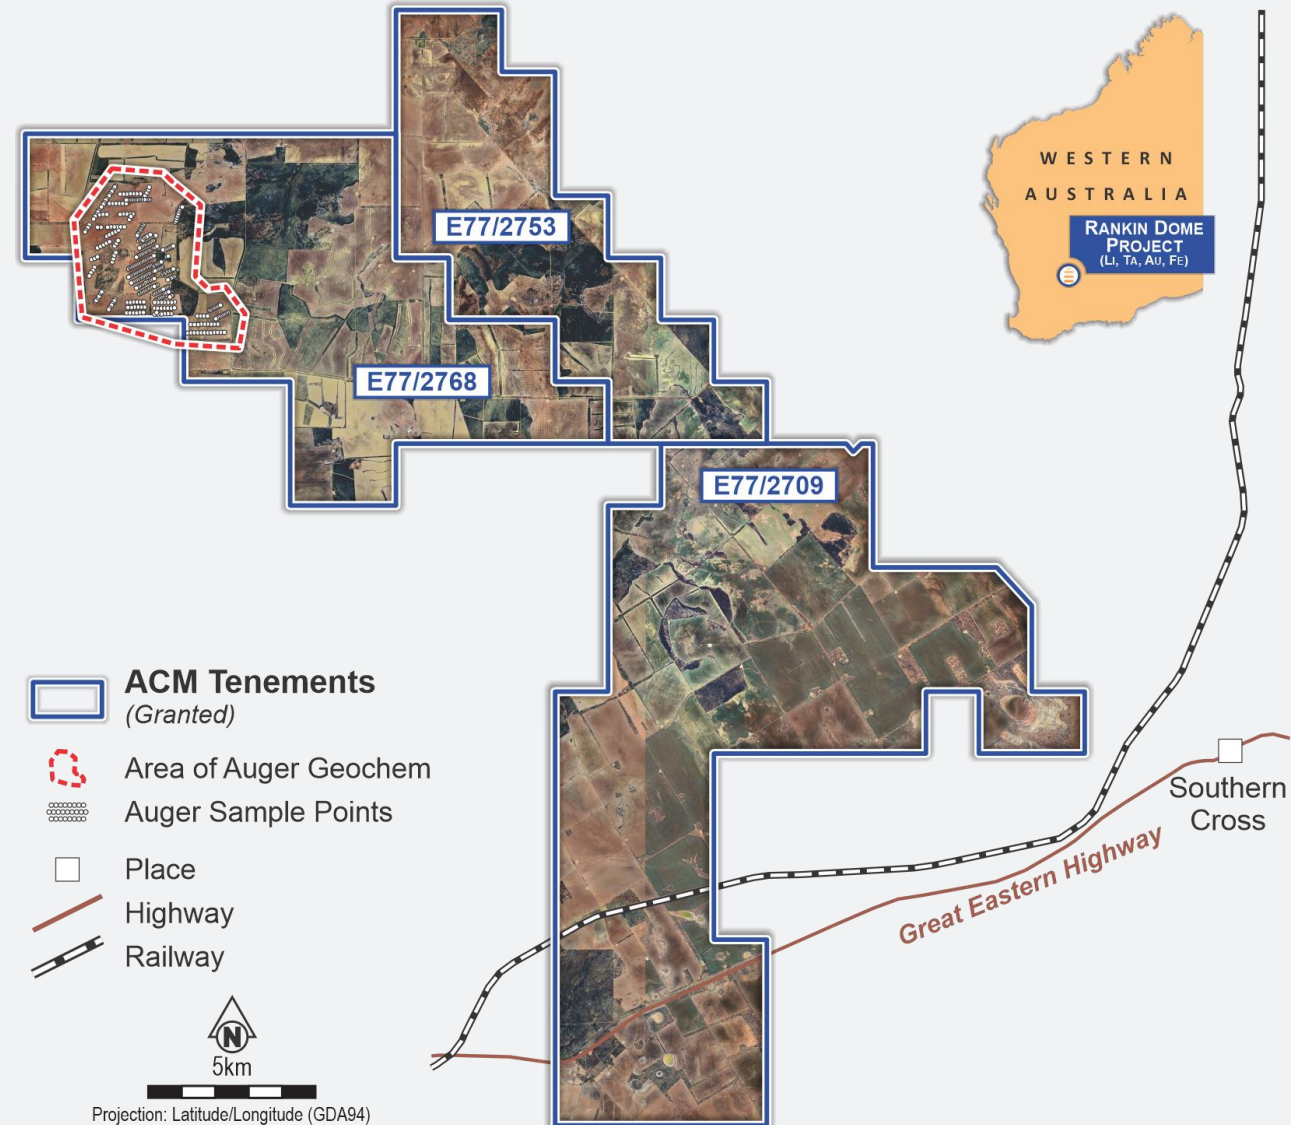 WESTERN
AUSTRALIA
RANKIN DOME
PROJECT
(LI, TA, AU, FE)
E77/2753
E77/2768
E77/2709
ACM Tenements
(Granted)
Area of Auger Geochem
Auger Sample Points
Place
Highway
Railway
Southern
Cross
Great Eastern Highway
N
5km
Projection: Latitude/Longitude (GDA94)